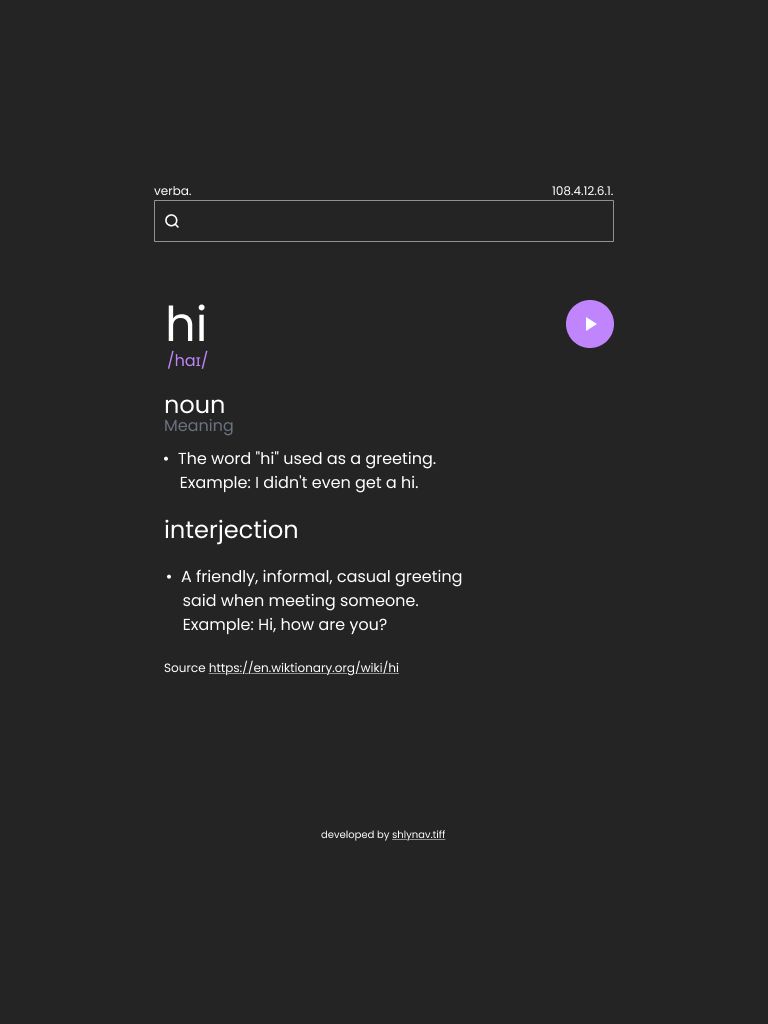 verba. 108.4.12.6.1.
hi
/haɪ/
noun
Meaning
• The word "hi" used as a greeting.
Example: I didn't even get a hi.
interjection
• A friendly, informal, casual greeting
said when meeting someone.
Example: Hi, how are you?
Source https://en.wiktionary.org/wiki/hi
developed by shlynav.tiff